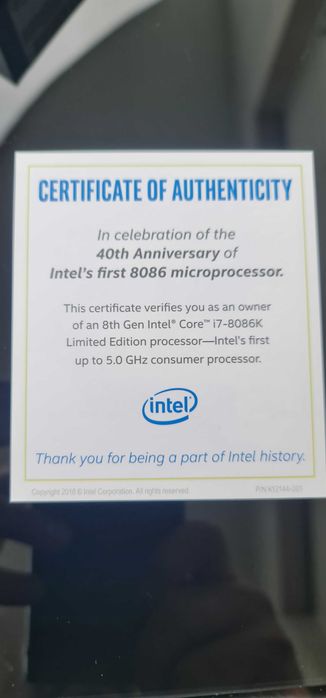 CERTIFICATE OF AUTHENTICITY
In celebration of the
40th Anniversary of
Intel's first 8086 microprocessor.
This certificate verifies you as an owner
of an 8th Gen Intel® Core™ i7-8086K
Limited Edition processor—Intel's first
up to 5.0 GHz consumer processor.
intel®
Thank you for being a part of Intel history.
Copyright 2018 © Intel Corporation. All rights reserved. P/N K52144-001